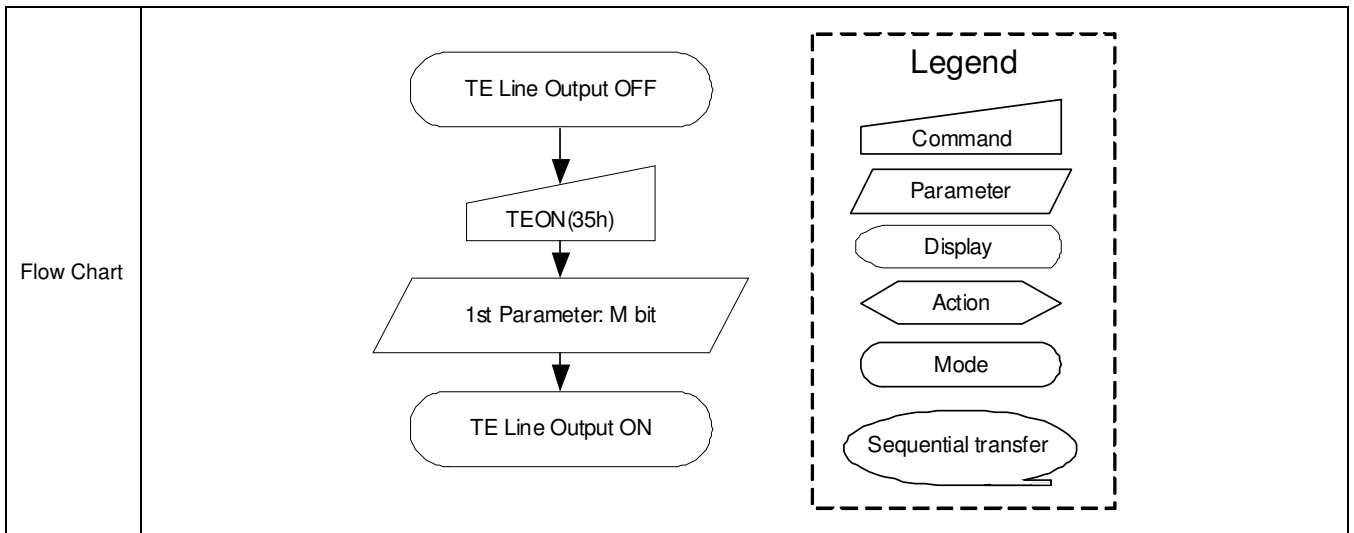 Flow Chart
TE Line Output OFF
TEON(35h)
1st Parameter: M bit
TE Line Output ON
Legend
Command
Parameter
Display
Action
Mode
Sequential transfer